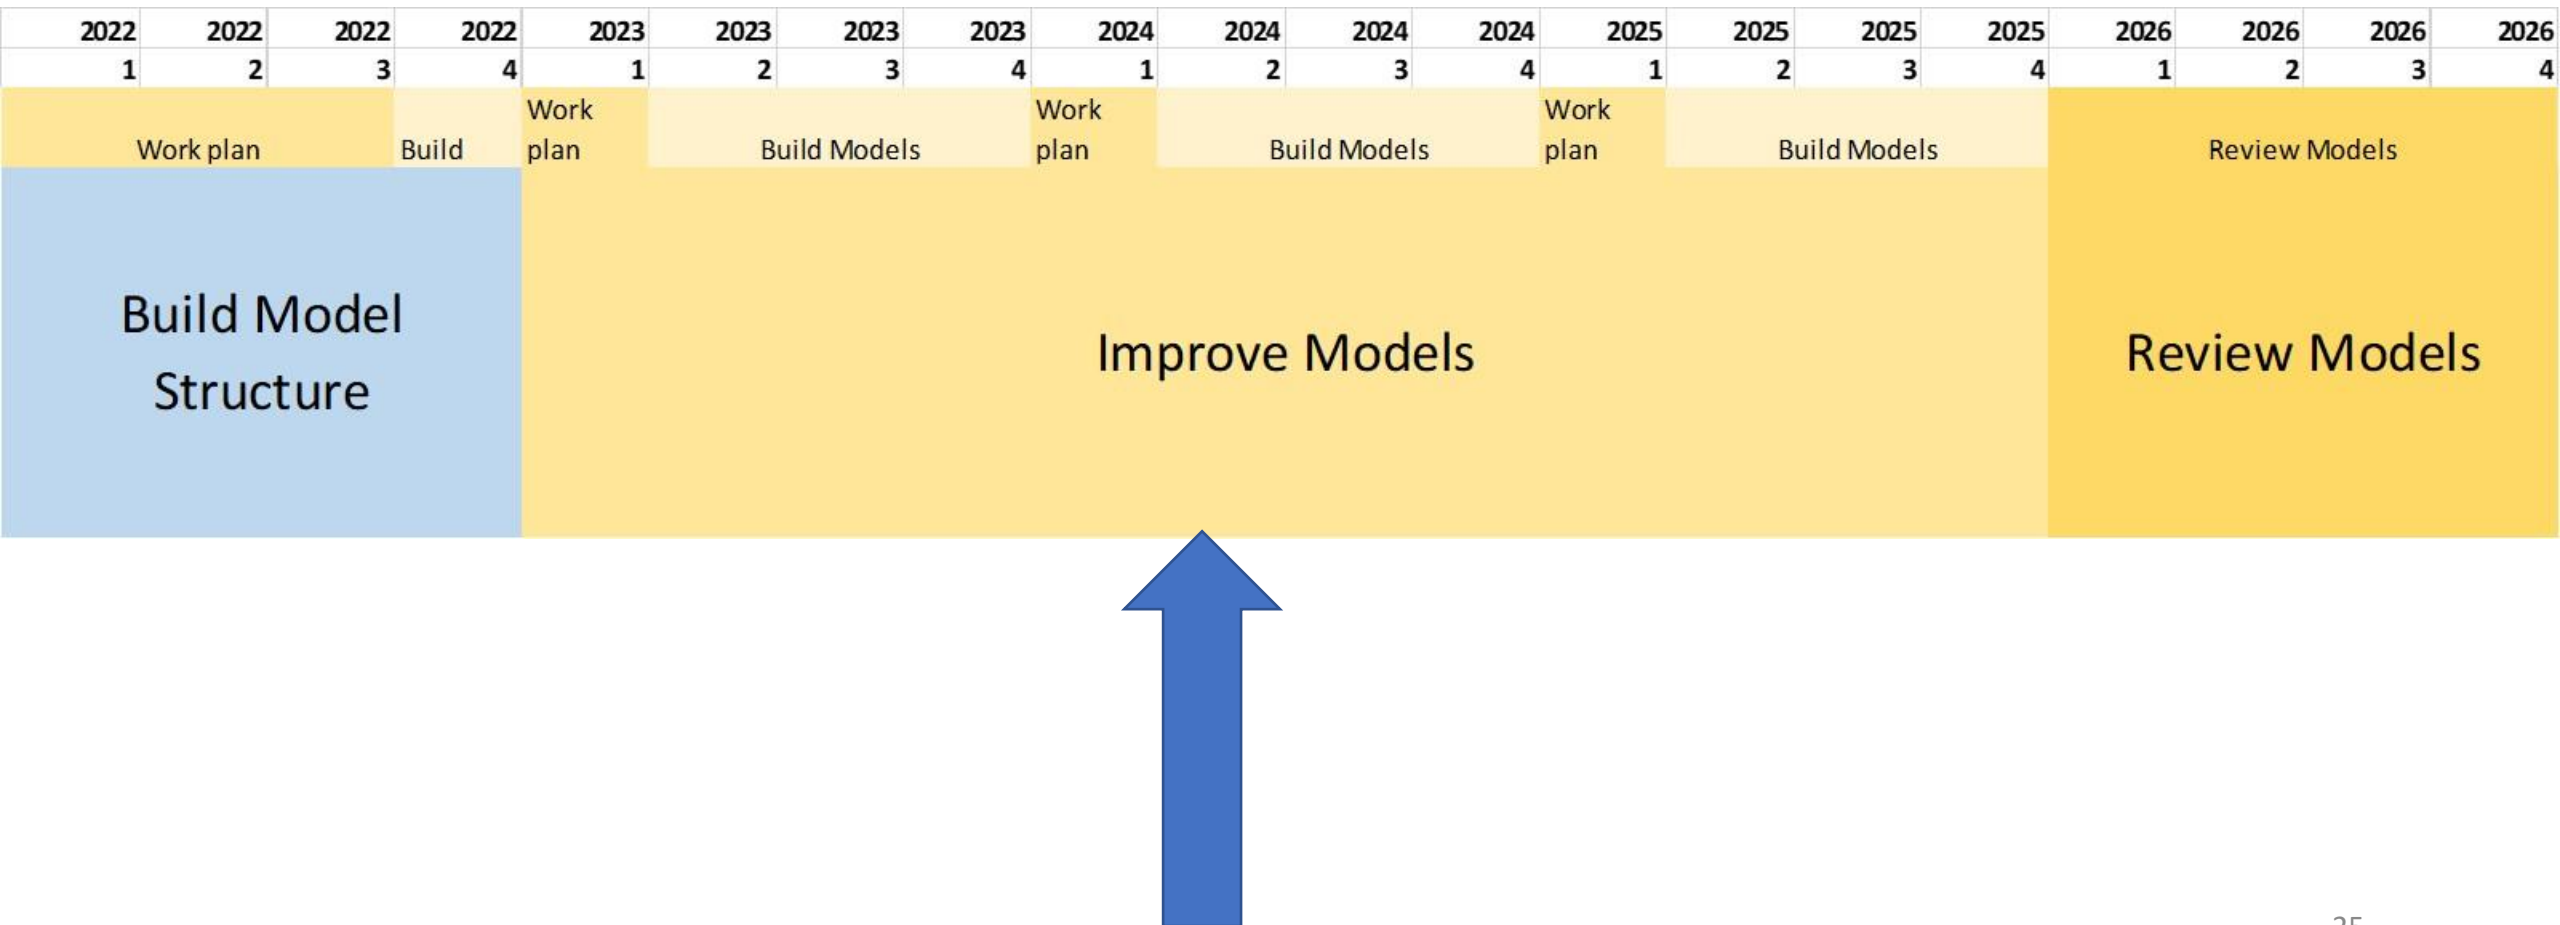 2022 2022 2022 2022 2023 2023 2023 2023 2024 2024 2024 2024 2025 2025 2025 2025 2026 2026 2026 2026
1 2 3 4 1 2 3 4 1 2 3 4 1 2 3 4 1 2 3 4
Work Work Work
Work plan Build plan Build Models plan Build Models plan Build Models Review Models
Build Model
Structure
Improve Models
Review Models